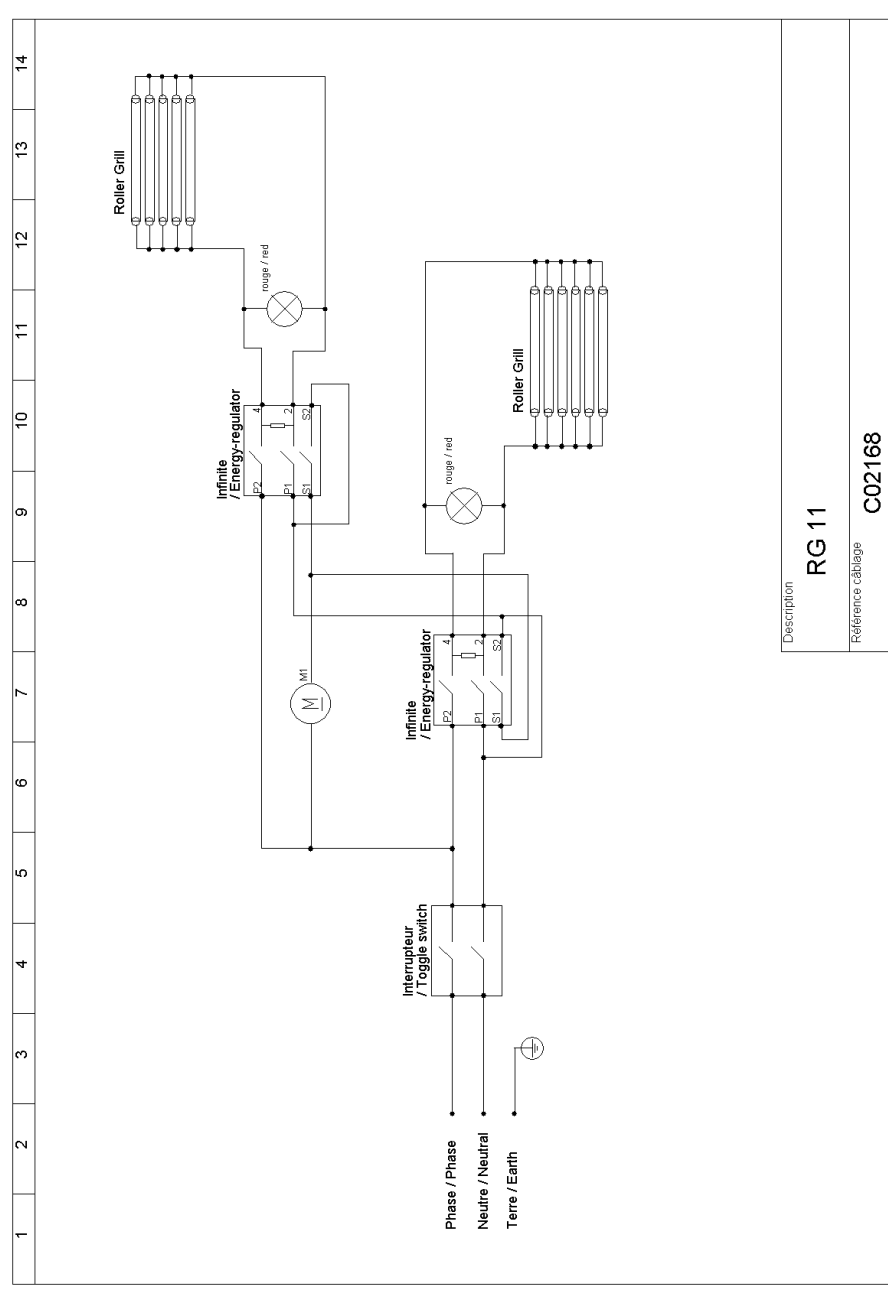 1
2
3
4
5
6
7
8
9
10
11
12
13
14
Roller Grill
rouge / red
Infinite
/ Energy-regulator
4
2
S2
P2
P1
S1
M1
M
Roller Grill
rouge / red
Infinite
/ Energy-regulator
4
2
S2
P2
P1
S1
Interrupteur
/ Toggle switch
Phase / Phase
Neutre / Neutral
Terre / Earth
Description
RG 11
Référence câblage
C02168